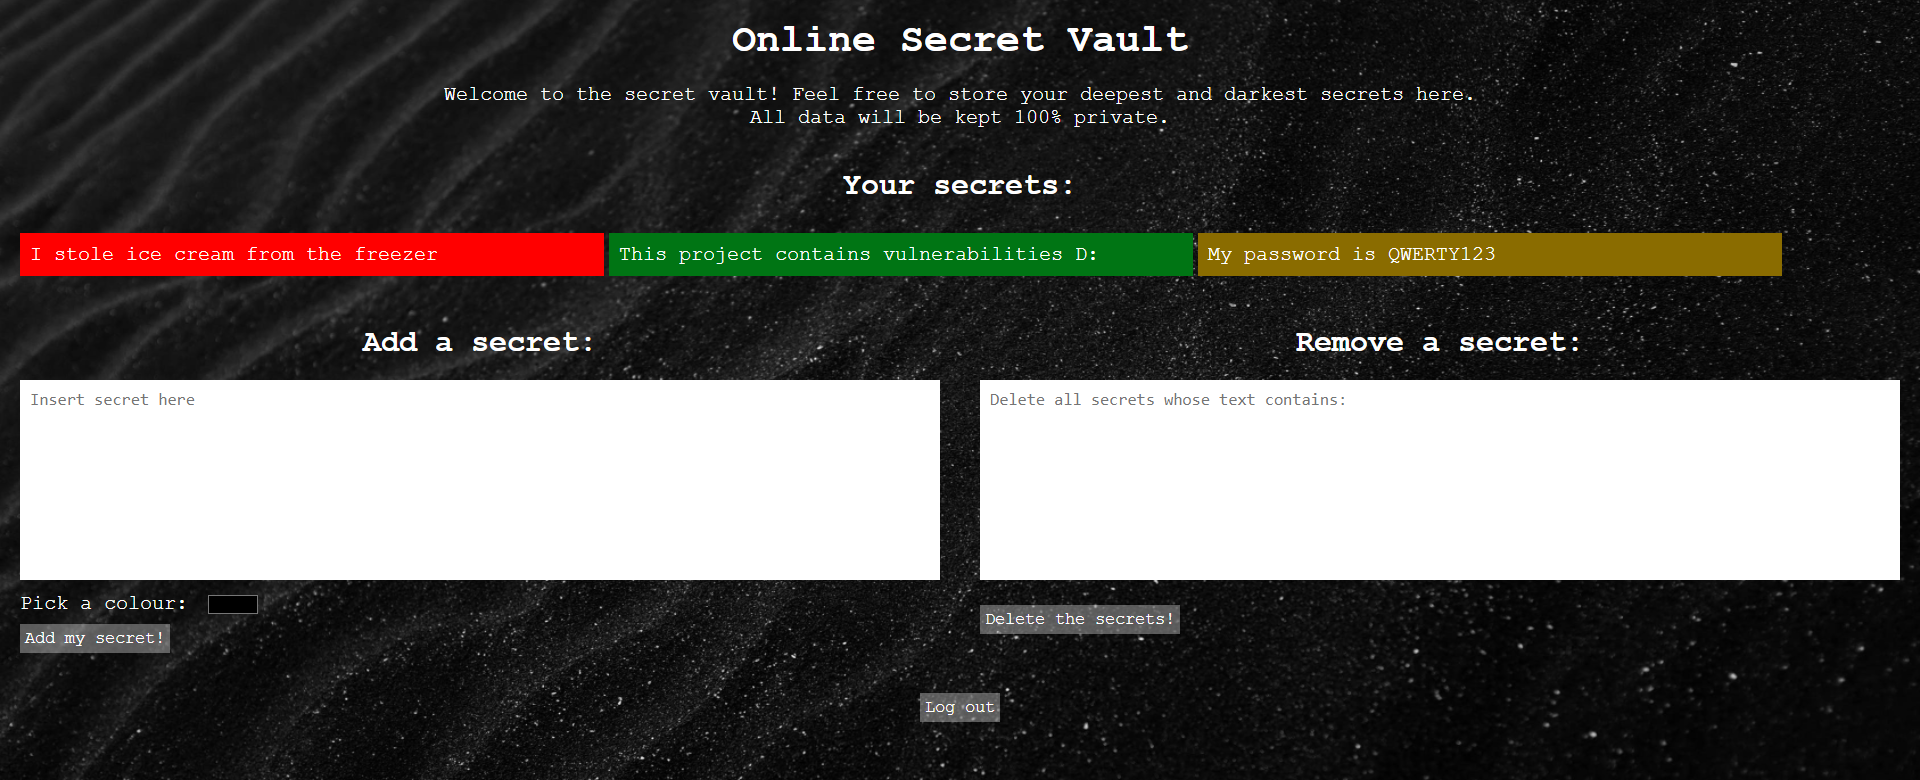 Online Secret Vault
Welcome to the secret vault! Feel free to store your deepest and darkest secrets here.
All data will be kept 100% private.
Your secrets:
I stole ice cream from the freezer
This project contains vulnerabilities D:
My password is QWERTY123
Add a secret:
Remove a secret:
Insert secret here
Delete all secrets whose text contains:
Pick a colour:
Add my secret!
Delete the secrets!
Log out